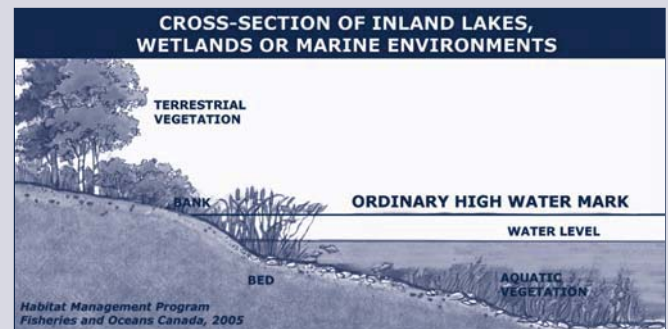 CROSS-SECTION OF INLAND LAKES,
WETLANDS OR MARINE ENVIRONMENTS
TERRESTRIAL
VEGETATION
BANK
ORDINARY HIGH WATER MARK
WATER LEVEL
BED
AQUATIC
VEGETATION
Habitat Management Program
Fisheries and Oceans Canada, 2005